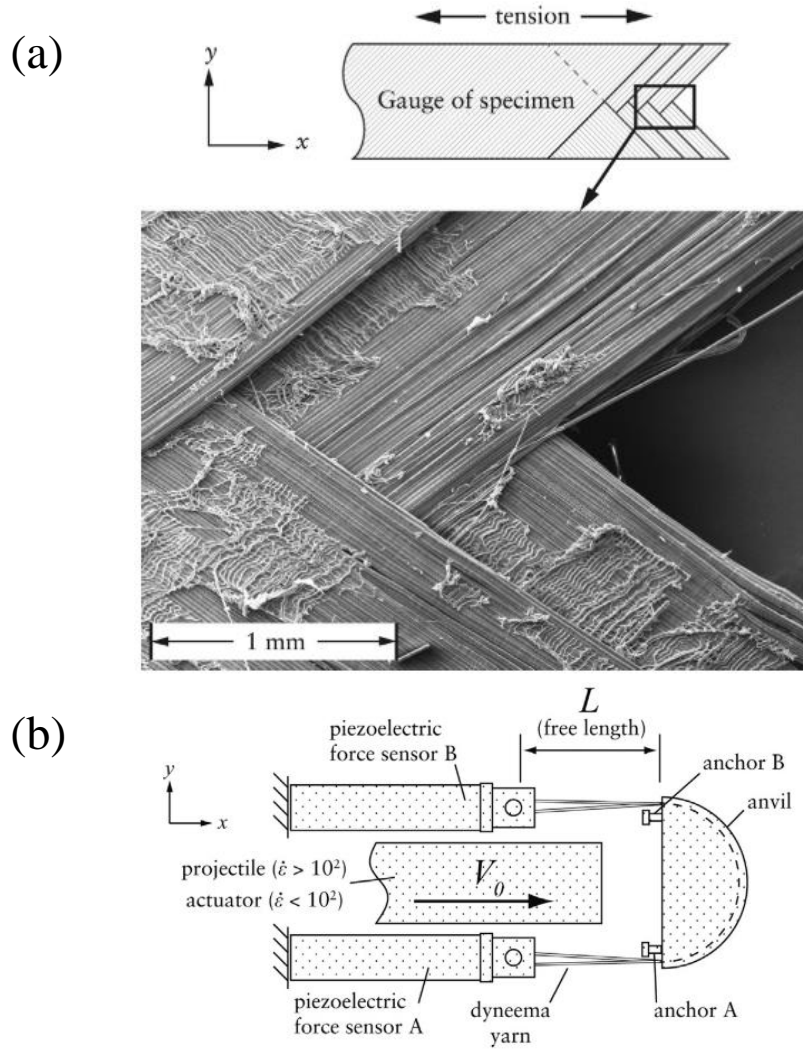 (a)
tension
y
x
Gauge of specimen
1 mm
(b)
L
(free length)
piezoelectric
force sensor B
anchor B
anvil
y
x
projectile (ε̇ > 10²)
actuator (ε̇ < 10²)
V₀
piezoelectric
force sensor A
dyneema
yarn
anchor A